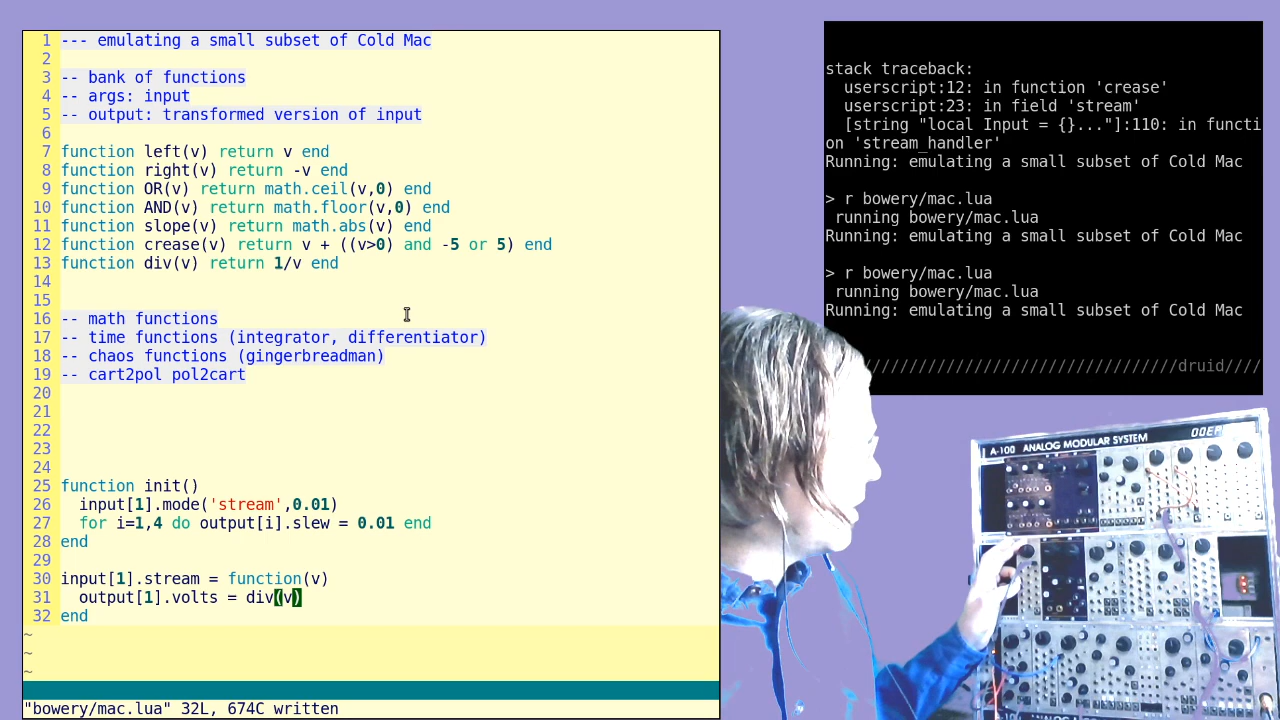 1 --- emulating a small subset of Cold Mac
2
3 -- bank of functions
4 -- args: input
5 -- output: transformed version of input
6
7 function left(v) return v end
8 function right(v) return -v end
9 function OR(v) return math.ceil(v,0) end
10 function AND(v) return math.floor(v,0) end
11 function slope(v) return math.abs(v) end
12 function crease(v) return v + ((v>0) and -5 or 5) end
13 function div(v) return 1/v end
14
15
16 -- math functions
17 -- time functions (integrator, differentiator)
18 -- chaos functions (gingerbreadman)
19 -- cart2pol pol2cart
20
21
22
23
24
25 function init()
26   input[1].mode('stream',0.01)
27   for i=1,4 do output[i].slew = 0.01 end
28 end
29
30 input[1].stream = function(v)
31   output[1].volts = div(v)
32 end
~
~
~
"bowery/mac.lua" 32L, 674C written
stack traceback:
  userscript:12: in function 'crease'
  userscript:23: in field 'stream'
  [string "local Input = {}..."]:110: in functi
on 'stream_handler'
Running: emulating a small subset of Cold Mac
> r bowery/mac.lua
 running bowery/mac.lua
Running: emulating a small subset of Cold Mac
> r bowery/mac.lua
 running bowery/mac.lua
Running: emulating a small subset of Cold Mac
/////////////////////////////////druid////
A-100 ANALOG MODULAR SYSTEM